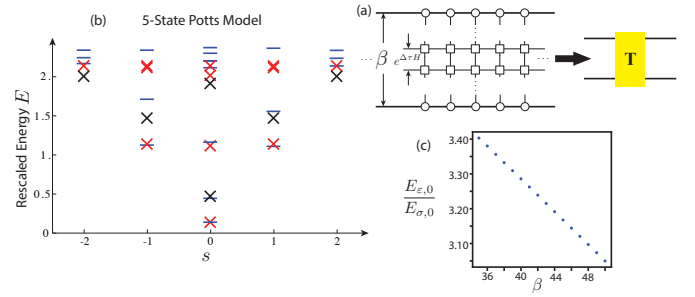 (b) 5-State Potts Model
Rescaled Energy E
2.
2.
1.5
1.
0.5
0
-2 -1 0 1 2
s
(a)
β
e^{ΔτH}
T
(c)
E_{ε,0}
E_{σ,0}
3.40
3.30
3.20
3.10
36 40 44 48
β